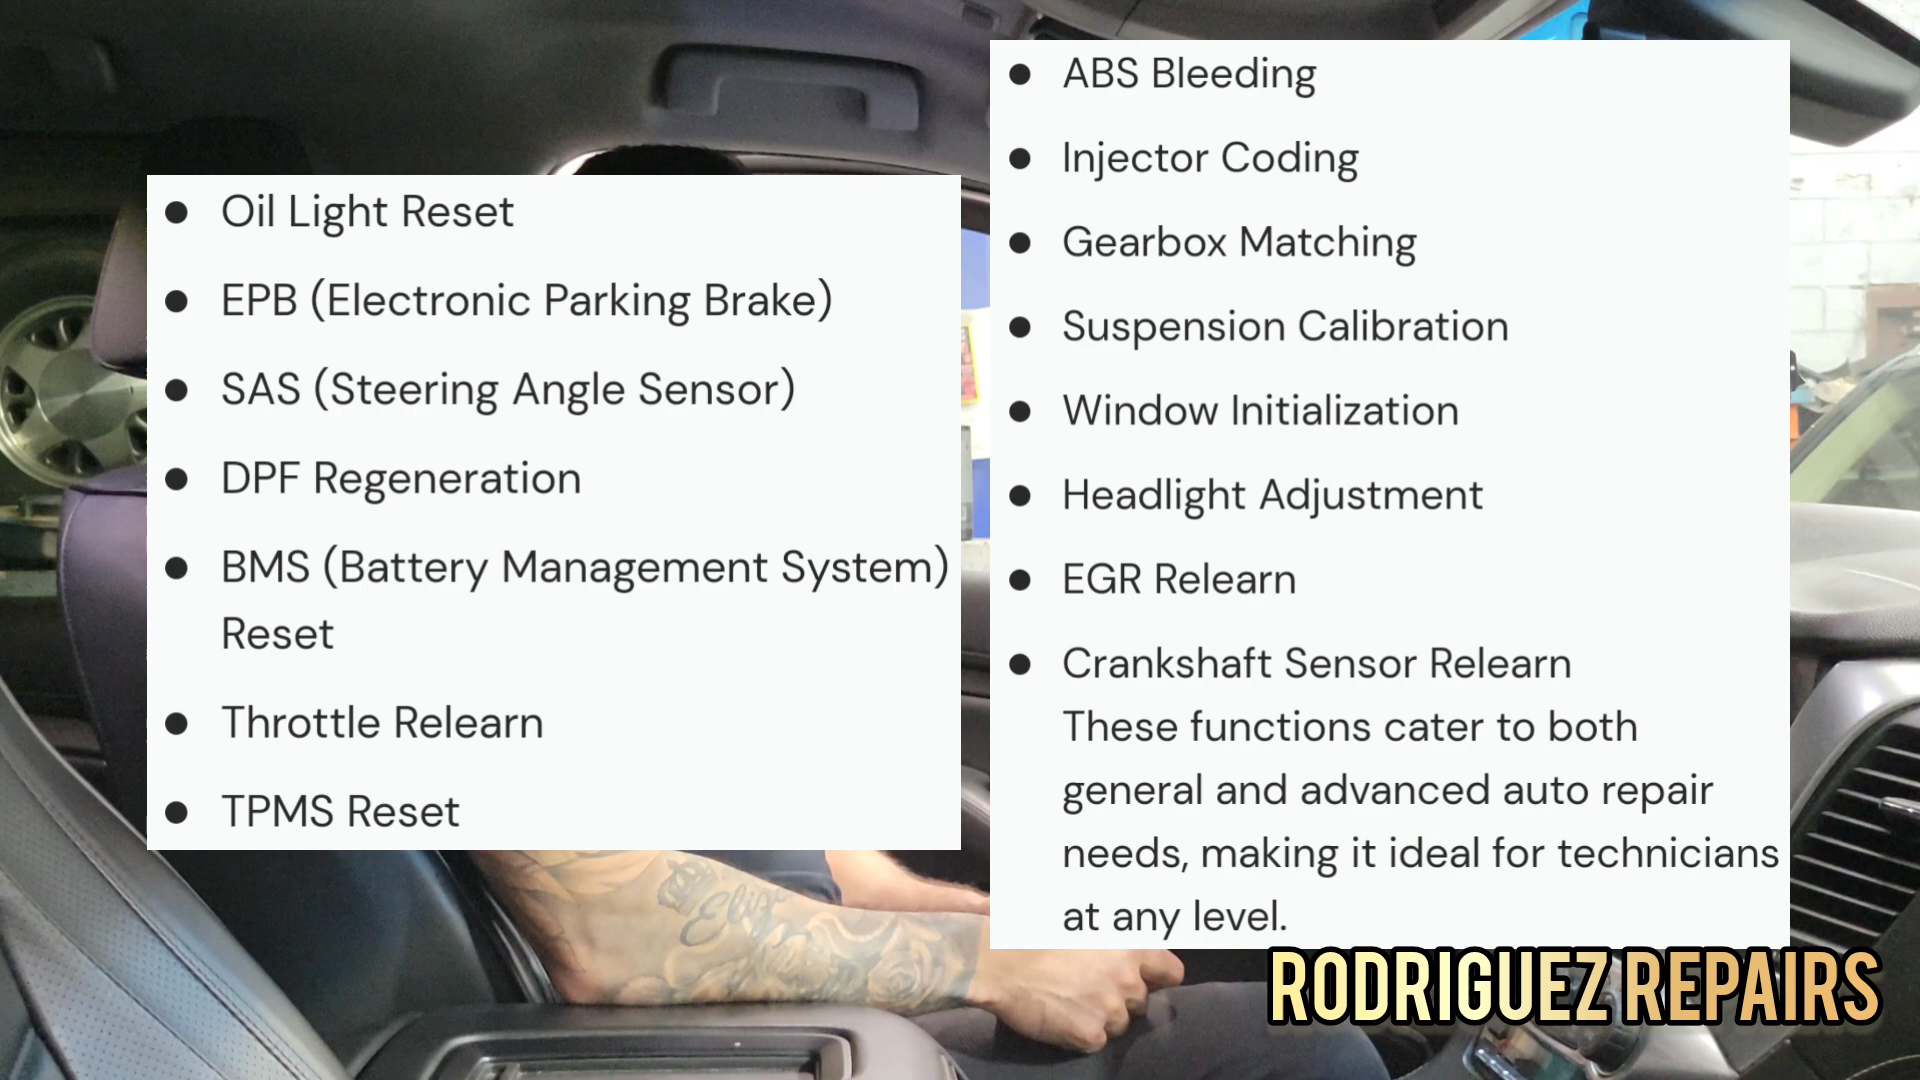 Oil Light Reset
EPB (Electronic Parking Brake)
SAS (Steering Angle Sensor)
DPF Regeneration
BMS (Battery Management System)
Reset
Throttle Relearn
TPMS Reset
ABS Bleeding
Injector Coding
Gearbox Matching
Suspension Calibration
Window Initialization
Headlight Adjustment
EGR Relearn
Crankshaft Sensor Relearn
These functions cater to both
general and advanced auto repair
needs, making it ideal for technicians
at any level.
RODRIGUEZ REPAIRS